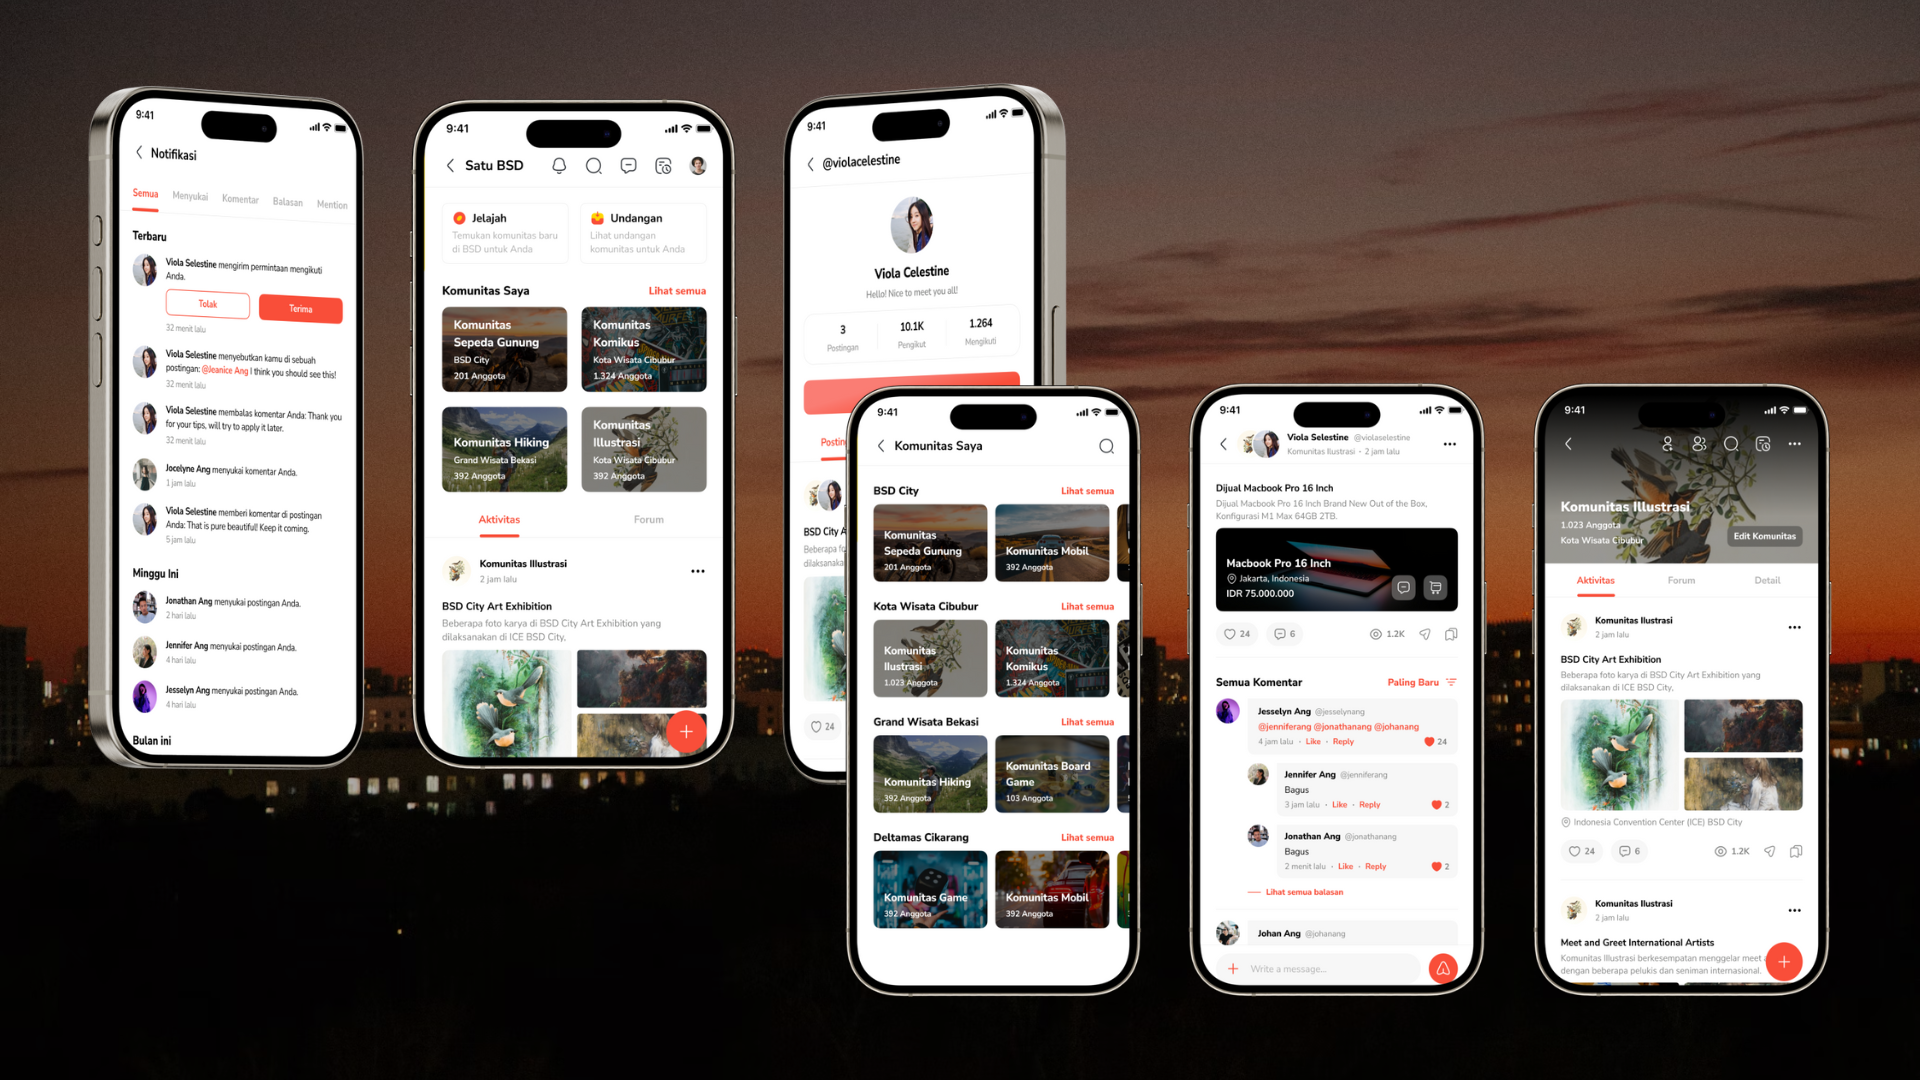 9:41
Notifikasi
Semua
Menyukai
Komentar
Balasan
Mention
Terbaru
Viola Selestine mengirim permintaan mengikuti
Anda.
Tolak
Terima
32 menit lalu
Viola Selestine menyebutkan kamu di sebuah
postingan: @Jeanice Ang I think you should see this!
32 menit lalu
Viola Selestine membalas komentar Anda: Thank you
for your tips, will try to apply it later.
32 menit lalu
Jocelyne Ang menyukai komentar Anda.
1 jam lalu
Viola Selestine memberi komentar di postingan
Anda: That is pure beautiful! Keep it coming.
5 jam lalu
Minggu Ini
Jonathan Ang menyukai postingan Anda.
2 hari lalu
Jennifer Ang menyukai postingan Anda.
4 hari lalu
Jesselyn Ang menyukai postingan Anda.
4 hari lalu
Bulan ini
9:41
Satu BSD
Jelajah
Temukan komunitas baru
di BSD untuk Anda
Undangan
Lihat undangan
komunitas untuk Anda
Komunitas Saya
Lihat semua
Komunitas
Sepeda Gunung
BSD City
201 Anggota
Komunitas
Komikus
Kota Wisata Cibubur
1.324 Anggota
Komunitas Hiking
Grand Wisata Bekasi
392 Anggota
Komunitas
Illustrasi
Kota Wisata Cibubur
392 Anggota
Aktivitas
Forum
Komunitas Illustrasi
2 jam lalu
BSD City Art Exhibition
Beberapa foto karya di BSD City Art Exhibition yang
dilaksanakan di ICE BSD City,
9:41
@violacelestine
Viola Celestine
Hello! Nice to meet you all!
3
Postingan
10.1K
Pengikut
1.264
Mengikuti
BSD City A
24
9:41
Komunitas Saya
BSD City
Lihat semua
Komunitas
Sepeda Gunung
201 Anggota
Komunitas Mobil
392 Anggota
Kota Wisata Cibubur
Lihat semua
Komunitas
Ilustrasi
1.023 Anggota
Komunitas
Komikus
1.324 Anggota
Grand Wisata Bekasi
Lihat semua
Komunitas Hiking
392 Anggota
Komunitas Board
Game
103 Anggota
Deltamas Cikarang
Lihat semua
Komunitas Game
392 Anggota
Komunitas Mobil
392 Anggota
9:41
Viola Selestine @violaselestine
Komunitas Ilustrasi • 2 jam lalu
Dijual Macbook Pro 16 Inch
Dijual Macbook Pro 16 Inch Brand New Out of the Box,
Konfigurasi M1 Max 64GB 2TB.
Macbook Pro 16 Inch
Jakarta, Indonesia
IDR 75.000.000
24
6
1.2K
Semua Komentar
Paling Baru
Jesselyn Ang @jesselynang
@jenniferang @jonathanang @johanang
4 jam lalu • Like • Reply
24
Jennifer Ang @jenniferang
Bagus
3 jam lalu • Like • Reply
2
Jonathan Ang @jonathanang
Bagus
2 menit lalu • Like • Reply
2
Lihat semua balasan
Johan Ang @johanang
Write a message...
9:41
Komunitas Illustrasi
1.023 Anggota
Kota Wisata Cibubur
Edit Komunitas
Aktivitas
Forum
Detail
Komunitas Ilustrasi
2 jam lalu
BSD City Art Exhibition
Beberapa foto karya di BSD City Art Exhibition yang
dilaksanakan di ICE BSD City,
Indonesia Convention Center (ICE) BSD City
24
6
1.2K
Komunitas Ilustrasi
2 jam lalu
Meet and Greet International Artists
Komunitas Illustrasi berkesempatan menggelar meet
dengan beberapa pelukis dan seniman internasional.